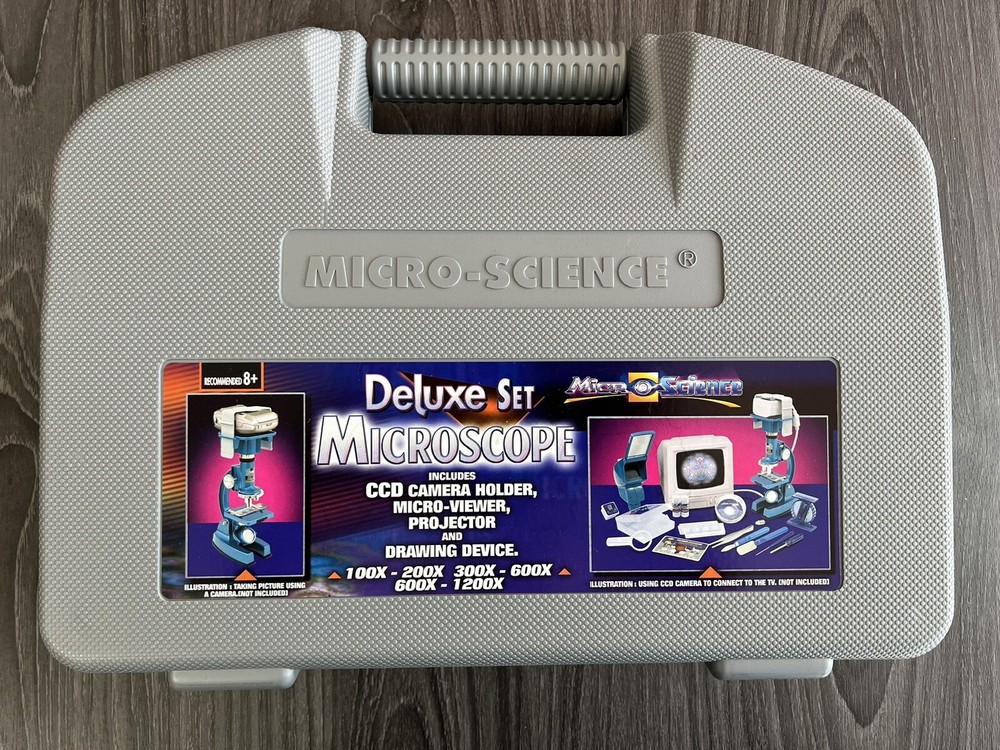 MICRO-SCIENCE®
RECOMMENDED 8+
DELUXE SET
MICROSCOPE
INCLUDES
CCD CAMERA HOLDER,
MICRO-VIEWER,
PROJECTOR
AND
DRAWING DEVICE.
100X - 200X 300X - 600X
600X - 1200X
ILLUSTRATION : TAKING PICTURE USING
A CAMERA.(NOT INCLUDED)
Micro Science
ILLUSTRATION : USING CCD CAMERA TO CONNECT TO THE TV. (NOT INCLUDED)